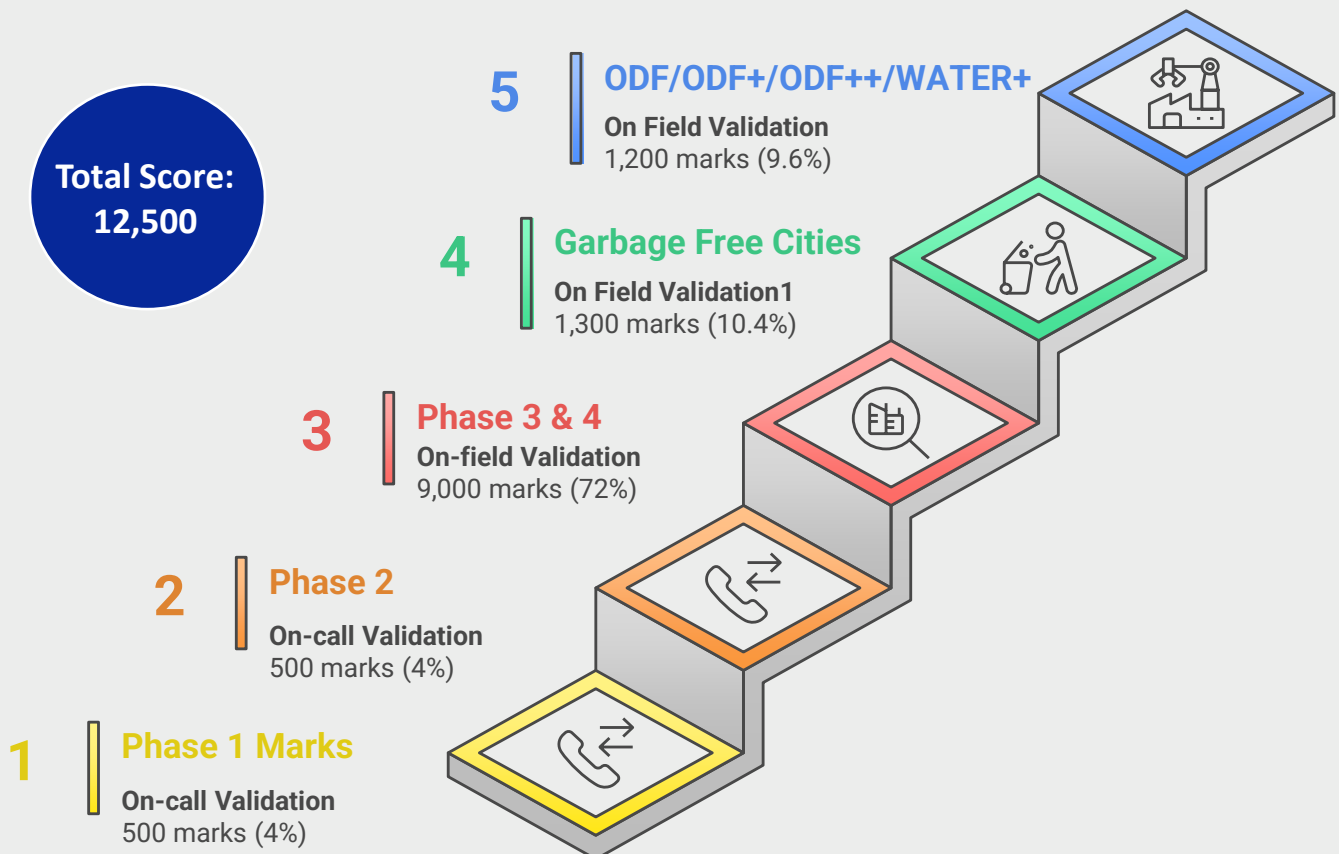 Total Score:
12,500
5
ODF/ODF+/ODF++/WATER+
On Field Validation
1,200 marks (9.6%)
4
Garbage Free Cities
On Field Validation1
1,300 marks (10.4%)
3
Phase 3 & 4
On-field Validation
9,000 marks (72%)
2
Phase 2
On-call Validation
500 marks (4%)
1
Phase 1 Marks
On-call Validation
500 marks (4%)